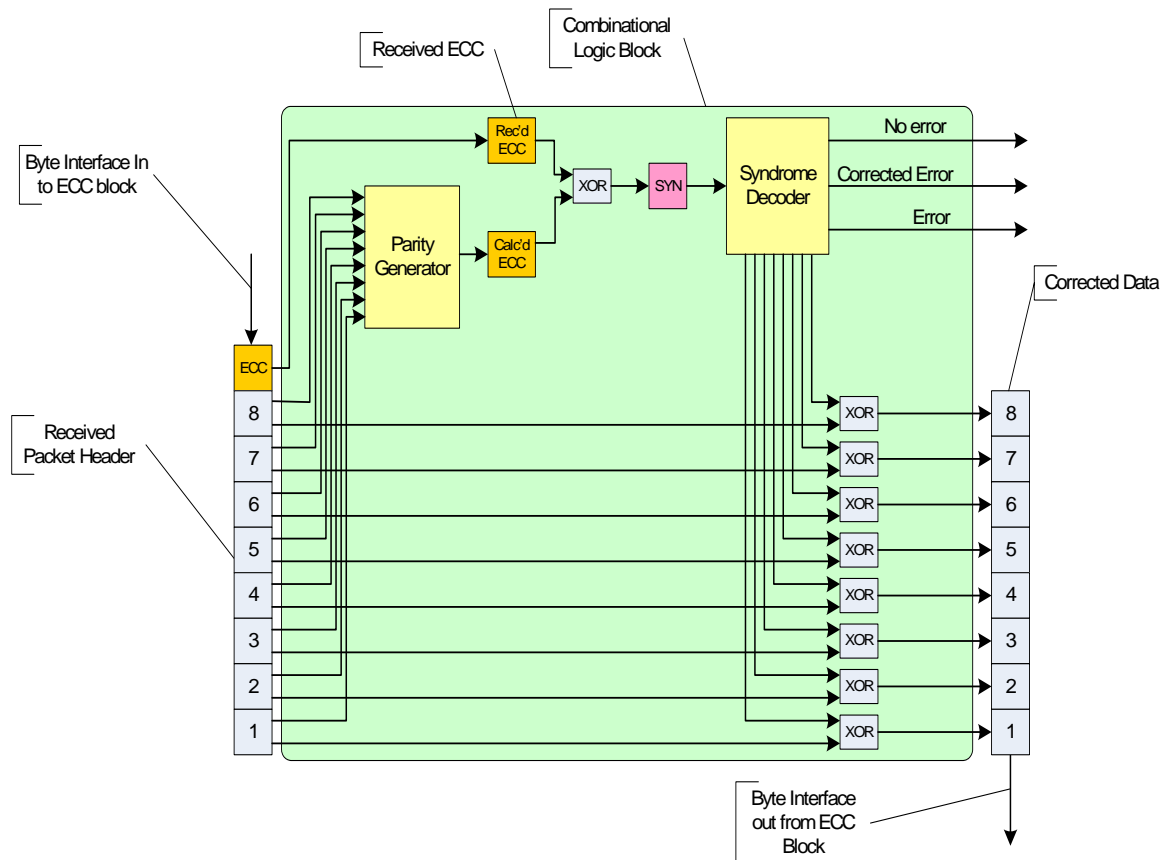 Combinational
Logic Block
Received ECC
Byte Interface In
to ECC block
Rec'd
ECC
XOR
SYN
Syndrome
Decoder
No error
Corrected Error
Error
Parity
Generator
Calc'd
ECC
Corrected Data
ECC
8
7
6
5
4
3
2
1
Received
Packet Header
XOR
XOR
XOR
XOR
XOR
XOR
XOR
XOR
8
7
6
5
4
3
2
1
Byte Interface
out from ECC
Block